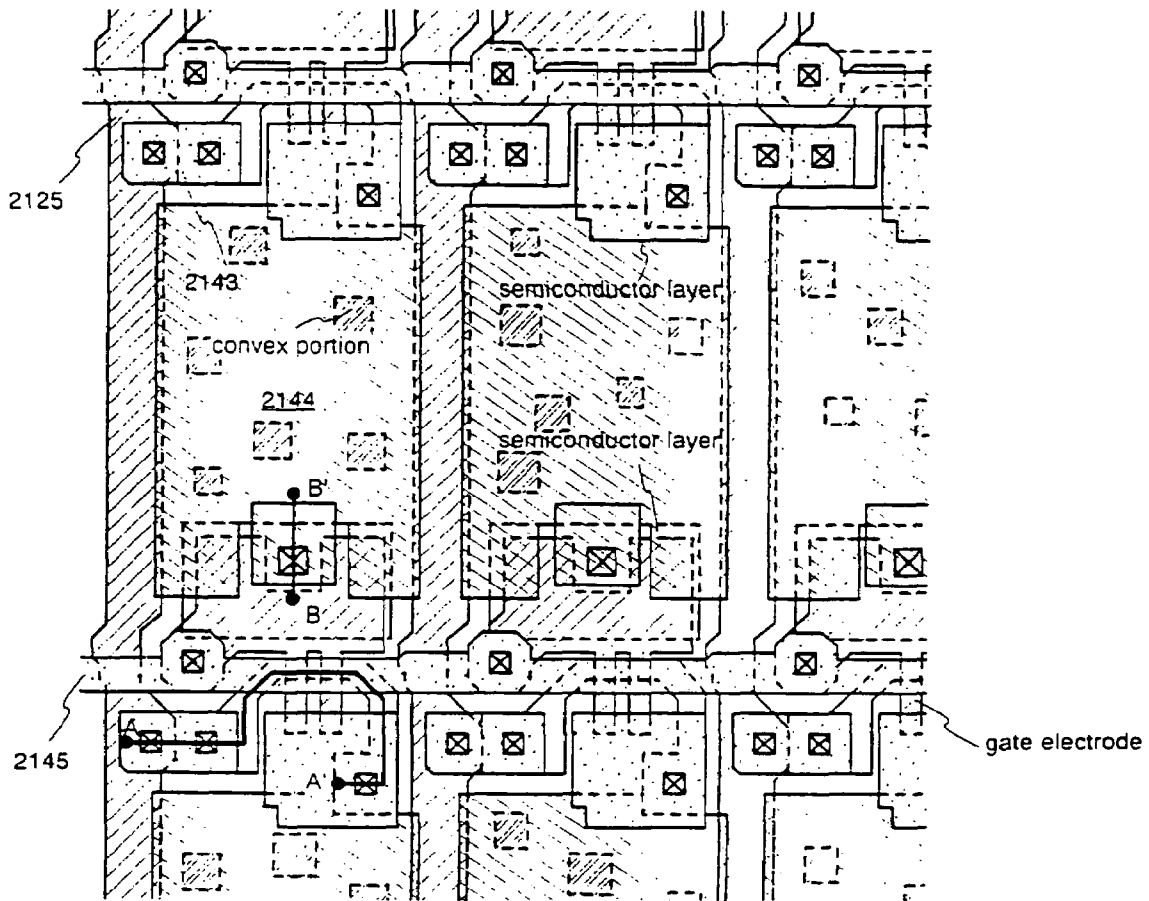 2125
2143
semiconductor layer
convex portion
2144
semiconductor layer
B'
B
A
2145
A'
gate electrode